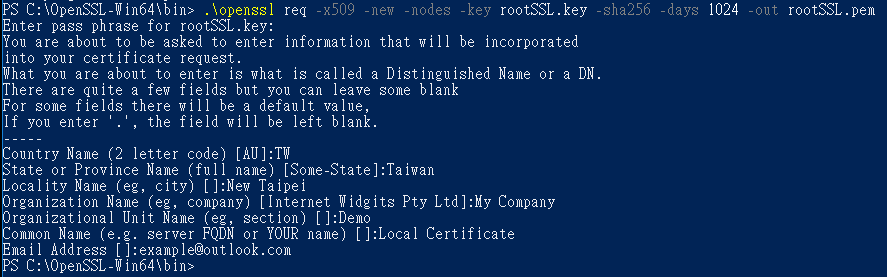 PS C:\OpenSSL-Win64\bin> .\openssl req -x509 -new -nodes -key rootSSL.key -sha256 -days 1024 -out rootSSL.pem
Enter pass phrase for rootSSL.key:
You are about to be asked to enter information that will be incorporated
into your certificate request.
What you are about to enter is what is called a Distinguished Name or a DN.
There are quite a few fields but you can leave some blank
For some fields there will be a default value,
If you enter '.', the field will be left blank.
-----
Country Name (2 letter code) [AU]:TW
State or Province Name (full name) [Some-State]:Taiwan
Locality Name (eg, city) []:New Taipei
Organization Name (eg, company) [Internet Widgits Pty Ltd]:My Company
Organizational Unit Name (eg, section) []:Demo
Common Name (e.g. server FQDN or YOUR name) []:Local Certificate
Email Address []:example@outlook.com
PS C:\OpenSSL-Win64\bin>